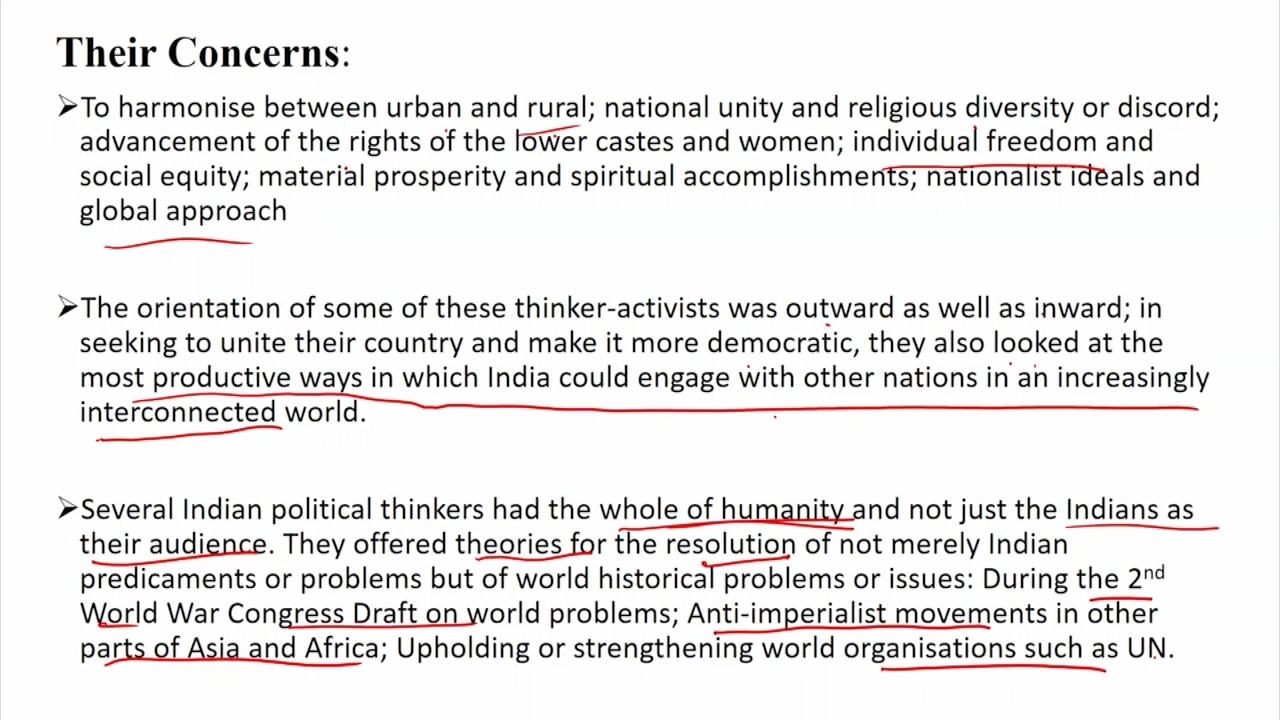 Their Concerns:
➢To harmonise between urban and rural; national unity and religious diversity or discord;
advancement of the rights of the lower castes and women; individual freedom and
social equity; material prosperity and spiritual accomplishments; nationalist ideals and
global approach
➢The orientation of some of these thinker-activists was outward as well as inward; in
seeking to unite their country and make it more democratic, they also looked at the
most productive ways in which India could engage with other nations in an increasingly
interconnected world.
➢Several Indian political thinkers had the whole of humanity and not just the Indians as
their audience. They offered theories for the resolution of not merely Indian
predicaments or problems but of world historical problems or issues: During the 2nd
World War Congress Draft on world problems; Anti-imperialist movements in other
parts of Asia and Africa; Upholding or strengthening world organisations such as UN.